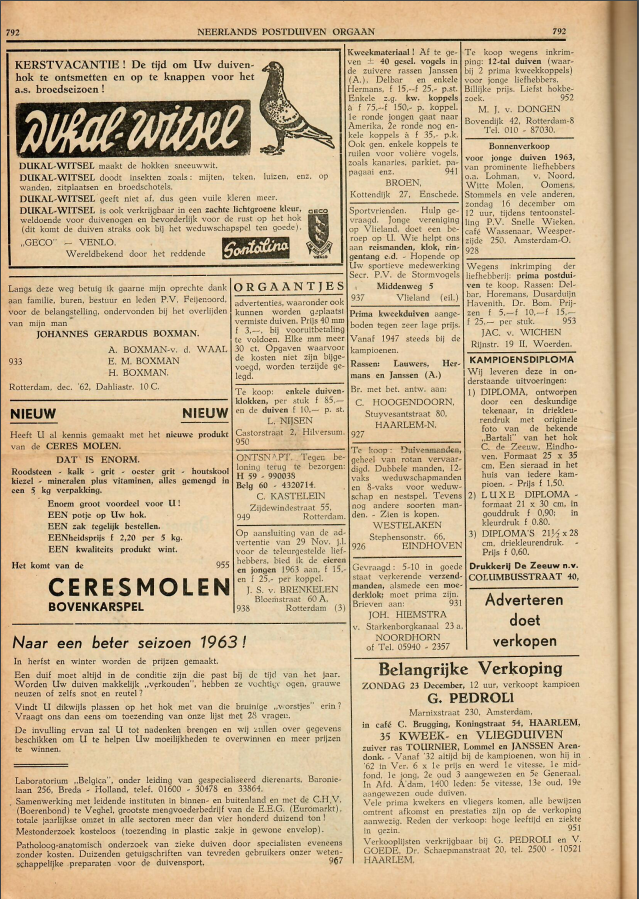 792
NEERLANDS POSTDUIVEN ORGAAN
792
KERSTVACANTIE ! De tijd om Uw duiven-
hok te ontsmetten en op te knappen voor het
a.s. broedseizoen !
Dukal-Witsel
DUKAL-WITSEL maakt de hokken sneeuwwit.
DUKAL-WITSEL doodt insekten zoals : mijten, teken, luizen, enz. op
wanden, zitplaatsen en broedschotels.
DUKAL-WITSEL geeft niet af, dus geen vuile kleren meer.
DUKAL-WITSEL is ook verkrijgbaar in een zachte lichtgroene kleur,
weldoende voor duivenogen en bevorderlijk voor de rust op het hok
(dit komt de duiven straks ook bij het weduwschapspel ten goede).
„GECO" — VENLO.
Wereldbekend door het reddende
Santolina
GECO
VENLO
Langs deze weg betuig ik gaarne mijn oprechte dank
aan familie, buren, bestuur en leden P.V. Feijenoord,
voor de belangstelling, ondervonden bij het overlijden
van mijn man
JOHANNES GERARDUS BOXMAN.
A. BOXMAN-v. d. WAAL
933 E. M. BOXMAN
H. BOXMAN.
Rotterdam, dec. '62, Dahliastr. 10 C.
NIEUW NIEUW
Heeft U al kennis gemaakt met het nieuwe produkt
van de CERES MOLEN.
DAT IS ENORM.
Roodsteen - kalk - grit - oester grit - houtskool
kiezel - mineralen plus vitaminen, alles gemengd in
een 5 kg verpakking.
Enorm groot voordeel voor U !
EEN potje op Uw hok.
EEN zak tegelijk bestellen.
EENheidsprijs f 2,20 per 5 kg.
EEN kwaliteits produkt wint.
Het komt van de 955
CERESMOLEN
BOVENKARSPEL
ORGAANTJES
advertenties, waaronder ook
kunnen worden geplaatst
vermiste duiven. Prijs 40 mm
f 3,—, bij vooruitbetaling
te voldoen. Elke mm meer
30 ct. Opgaven waarvoor
de kosten niet zijn bijge-
voegd, worden terzijde ge-
legd.
Te koop: enkele duiven-
klokken, per stuk f 85.—
en de duiven f 10.— p. st.
L. NIJSEN
Castorstraat 2, Hilversum.
950
ONTSNAPT. Tegen be-
loning terug te bezorgen:
H 59 - 990038
Belg 60 - 4320714.
C. KASTELEIN
Zijdewindestraat 55,
949 Rotterdam.
Op aansluiting van de ad-
vertentie van 29 Nov. j.l.
voor de teleurgestelde lief-
hebbers, bied ik de eieren
en jongen 1963 aan, f 15,-
en f 25,- per koppel.
J. S. v. BRENKELEN
Bloemstraat 60 A,
938 Rotterdam (3)
Kweekmateriaal ! Af te ge-
ven ± 40 gesel. vogels in
de zuivere rassen Janssen
(A.), Delbar en enkele
Hermans, f 15.—f 25.- p.st.
Enkele z.g. kw. koppels
à f 75,-f 150,- p. koppel.
1e ronde jongen gaat naar
Amerika, 2e ronde nog en-
kele koppels à f 35,- p.k.
Ook gen. enkele koppels te
ruilen voor volière vogels,
zoals kanaries, parkiet, pa-
pagaai enz. 941
BROEN,
Kottendijk 27, Enschede.
Sportvrienden. Hulp ge-
vraagd. Jonge vereniging
op Vlieland, doet een be-
roep op U. Wie helpt ons
aan reismanden, klok, rin-
gentang e.d. - Hopende op
Uw sportieve medewerking
Secr. P.V. de Stormvogels
Middenweg 5
937 Vlieland (eil.)
Prima kweekduiven aange-
boden tegen zeer lage prijs.
Vanaf 1947 steeds bij de
kampioenen.
Rassen: Lauwers, Her-
mans en Janssen (A.)
Br. met het. antw. aan:
C. HOOGENDOORN,
Stuyvesantstraat 80,
HAARLEM-N.
927
Te koop : Duivenmanden,
geheel van rotan vervaar-
digd. Dubbele manden, 12-
vaks weduwschapmanden
en 8-vaks voor weduw-
schap en nestspel. Tevens
nog andere soorten man-
den. - Zien is kopen.
WESTELAKEN
Stephensonstr. 66,
926 EINDHOVEN
Gevraagd : 5-10 in goede
staat verkerende verzend-
manden, alsmede een moe-
derklok: moet prima zijn.
Brieven aan: 931
JOH. HIEMSTRA
v. Starkenborgkanaal 23 a.
NOORDHORN
of Tel. 05940 - 2357
Te koop wegens inkrim-
ping: 12-tal duiven (waar-
bij 2 prima kweekkoppels)
voor jonge liefhebbers.
Billijke prijs. Liefst hokbe-
zoek. 952
M. J. v. DONGEN
Bovendijk 42, Rotterdam-8
Tel. 010 - 87030.
Bonnenverkoop
voor jonge duiven 1963,
van prominente liefhebbers
o.a. Lohman, v. Noord,
Witte Molen, Oomens,
Stommels en vele anderen,
zondag 16 december om
12 uur, tijdens tentoonstel-
ling P.V. Snelle Wieken,
café Wassenaar, Weesper-
zijde 250, Amsterdam-O.
928
Wegens inkrimping der
liefhebberij: prima postdui-
ven te koop. Rassen: Del-
bar, Horemans, Dusardujin
Havenith, Dr. Bom. Prij-
zen f 5,—f 10,—f 15,—
f 25,— per stuk. 953
JAC. v. WICHEN
Rijnstr. 19 II, Woerden.
KAMPIOENSDIPLOMA
Wij leveren deze in on-
derstaande uitvoeringen:
1) DIPLOMA, ontworpen
door een deskundige
tekenaar, in driekleu-
rendruk met originele
foto van de bekende
„Bartali" van het hok
C. de Zeeuw, Eindho-
ven. Formaat 25 x 35
cm. Een sieraad in het
huis van iedere kam-
pioen. - Prijs f 1,50.
2) LUXE DIPLOMA -
formaat 21 x 30 cm. in
gouddruk f 0,90: in
kleurdruk f 0.80.
3) DIPLOMA'S 21½ x 28
cm. driekleurendruk. -
Prijs f 0,60.
Drukkerij De Zeeuw n.v.
COLUMBUSSTRAAT 40,
Adverteren
doet
verkopen
Naar een beter seizoen 1963 !
In herfst en winter worden de prijzen gemaakt.
Een duif moet altijd in de conditie zijn die past bij de tijd van het jaar.
Worden Uw duiven makkelijk „verkouden", hebben ze vochtige ogen, grauwe
neuzen of zelfs snot en reutel ?
Vindt U dikwijls plassen op het hok met van die bruinige „worstjes" erin ?
Vraagt ons dan eens om toezending van onze lijst met 28 vragen.
De invulling ervan zal U tot nadenken brengen en wij zullen over gegevens
beschikken om U te helpen Uw moeilijkheden te overwinnen en meer prijzen
te winnen.
Laboratorium „Belgica", onder leiding van gespecialiseerd dierenarts, Baronie-
laan 256, Breda - Holland, telef. 01600 - 30478 en 33864.
Samenwerking met leidende instituten in binnen- en buitenland en met de C.H.V.
(Boerenbond) te Veghel, grootste mengvoederbedrijf van de E.E.G. (Euromarkt),
totale jaarlijkse omzet in alle sectoren meer dan vier honderd duizend ton !
Mestonderzoek kosteloos (toezending in plastic zakje in gewone envelop).
Patholoog-anatomisch onderzoek van zieke duiven door specialisten eveneens
zonder kosten. Duizenden getuigschriften van tevreden gebruikers onzer weten-
schappelijke preparaten voor de duivensport, 967
Belangrijke Verkoping
ZONDAG 23 December, 12 uur, verkoopt kampioen
G. PEDROLI
Marnixstraat 230, Amsterdam,
in café C. Brugging, Koningstraat 54, HAARLEM,
35 KWEEK- en VLIEGDUIVEN
zuiver ras TOURNIER, Lommel en JANSSEN Aren-
donk. - Vanaf '32 altijd bij de kampioenen, won hij in
'62 in Ver. 6 x 1e prijs en werd 1e vitesse. 1e mid-
fond. 1e jong, 2e oud 3 aangewezen en 5e Generaal.
In Afd. A'dam, 1400 leden: 5e vitesse, 13e oud, 19e
aangewezen oude duiven.
Vele prima kwekers en vliegers komen, alle bewijzen
omtrent afkomst en prestaties zijn op de verkoping
aanwezig. Reden der verkoop: hoge leeftijd en ziekte
in gezin. 951
Verkooplijsten verkrijgbaar bij G. PEDROLI en V.
GOEDE, Dr. Schaepmanstraat 20, tel. 2500 - 10521
HAARLEM.